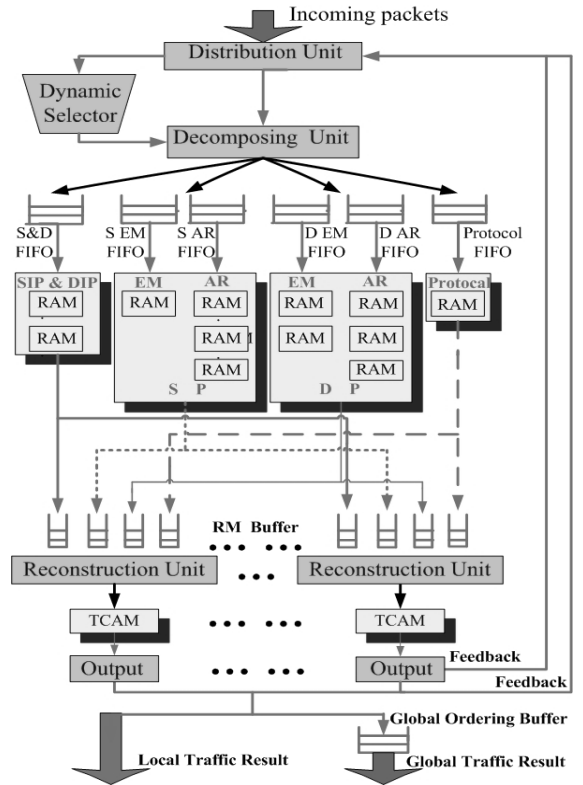 Incoming packets
Distribution Unit
Dynamic
Selector
Decomposing Unit
S&D
FIFO
S EM
FIFO
S AR
FIFO
D EM
FIFO
D AR
FIFO
Protocol
FIFO
SIP & DIP
RAM
RAM
EM
AR
RAM
RAM
RAM
RAM
S P
EM
AR
RAM
RAM
RAM
RAM
RAM
D P
Protocal
RAM
RM Buffer
Reconstruction Unit
Reconstruction Unit
TCAM
TCAM
Output
Output
Feedback
Feedback
Global Ordering Buffer
Local Traffic Result
Global Traffic Result